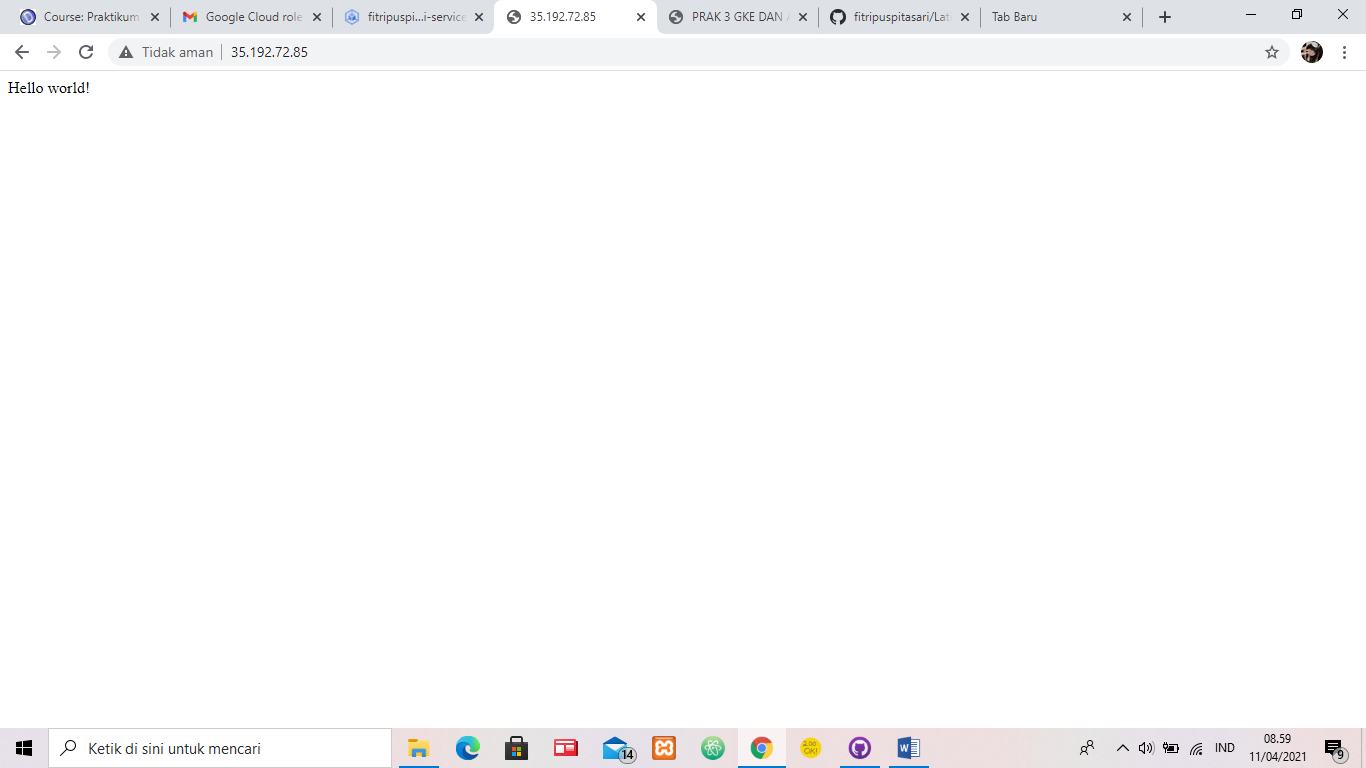 Course: Praktikum
Google Cloud role
fitripuspi...i-service
35.192.72.85
PRAK 3 GKE DAN
fitripuspitasari/Lat
Tab Baru
Tidak aman
35.192.72.85
Hello world!
Ketik di sini untuk mencari
14
IND
08.59
11/04/2021
9